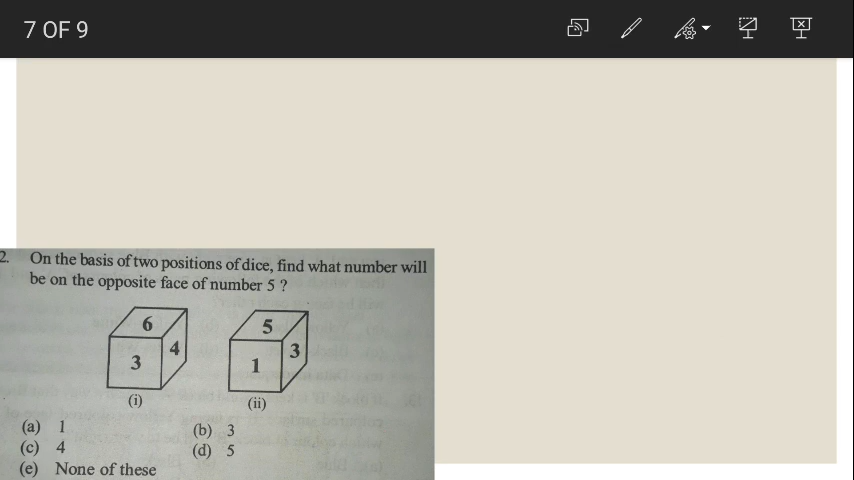 7 OF 9
2. On the basis of two positions of dice, find what number will
be on the opposite face of number 5 ?
6
3
4
5
1
3
(i)
(ii)
(a) 1
(b) 3
(c) 4
(d) 5
(e) None of these